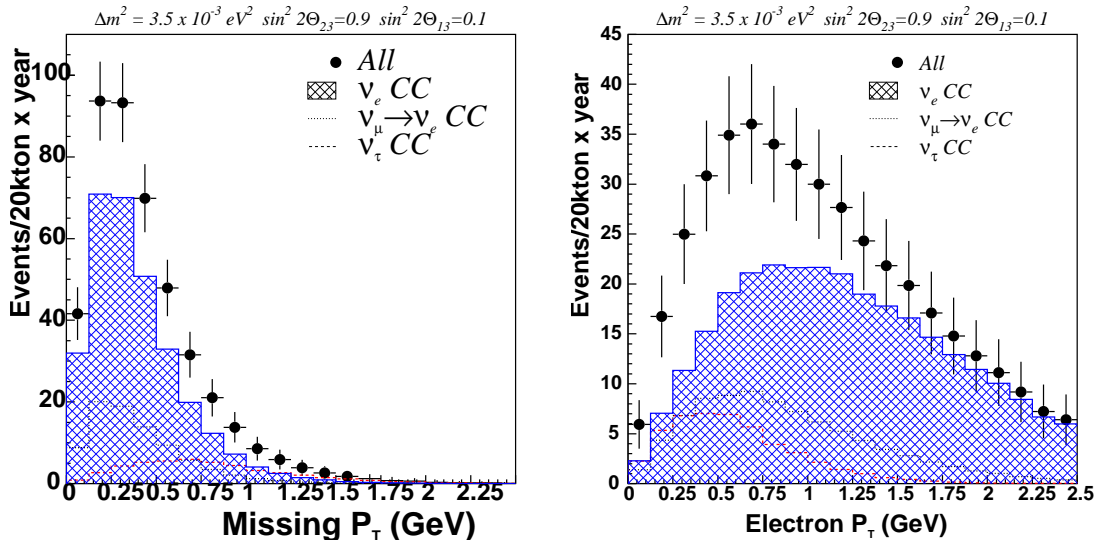 Δm² = 3.5 x 10⁻³ eV² sin² 2Θ₂₃=0.9 sin² 2Θ₁₃=0.1
Events/20kton x year
100
80
60
40
20
0
All
νₑ CC
ν_μ→νₑ CC
ν_τ CC
0 0.25 0.5 0.75 1 1.25 1.5 1.75 2 2.25
Missing P_T (GeV)
Δm² = 3.5 x 10⁻³ eV² sin² 2Θ₂₃=0.9 sin² 2Θ₁₃=0.1
Events/20kton x year
45
40
35
30
25
20
15
10
5
0
All
νₑ CC
ν_μ→νₑ CC
ν_τ CC
0 0.25 0.5 0.75 1 1.25 1.5 1.75 2 2.25 2.5
Electron P_T (GeV)